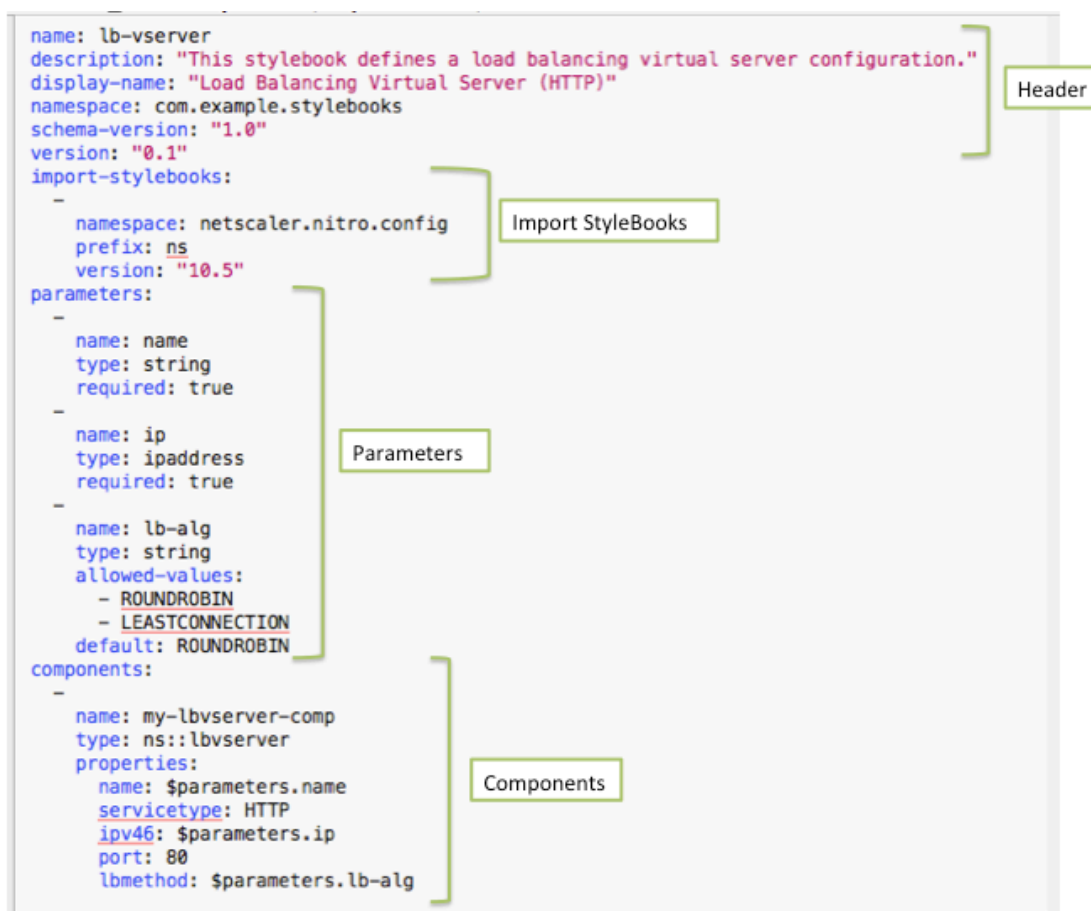 name: lb-vserver
description: "This stylebook defines a load balancing virtual server configuration."
display-name: "Load Balancing Virtual Server (HTTP)"
namespace: com.example.stylebooks
schema-version: "1.0"
version: "0.1"
Header
import-stylebooks:
-
namespace: netscaler.nitro.config
prefix: ns
version: "10.5"
Import StyleBooks
parameters:
-
name: name
type: string
required: true
-
name: ip
type: ipaddress
required: true
-
name: lb-alg
type: string
allowed-values:
- ROUNDROBIN
- LEASTCONNECTION
default: ROUNDROBIN
Parameters
components:
-
name: my-lbvserver-comp
type: ns::lbvserver
properties:
name: $parameters.name
servicetype: HTTP
ipv46: $parameters.ip
port: 80
lbmethod: $parameters.lb-alg
Components